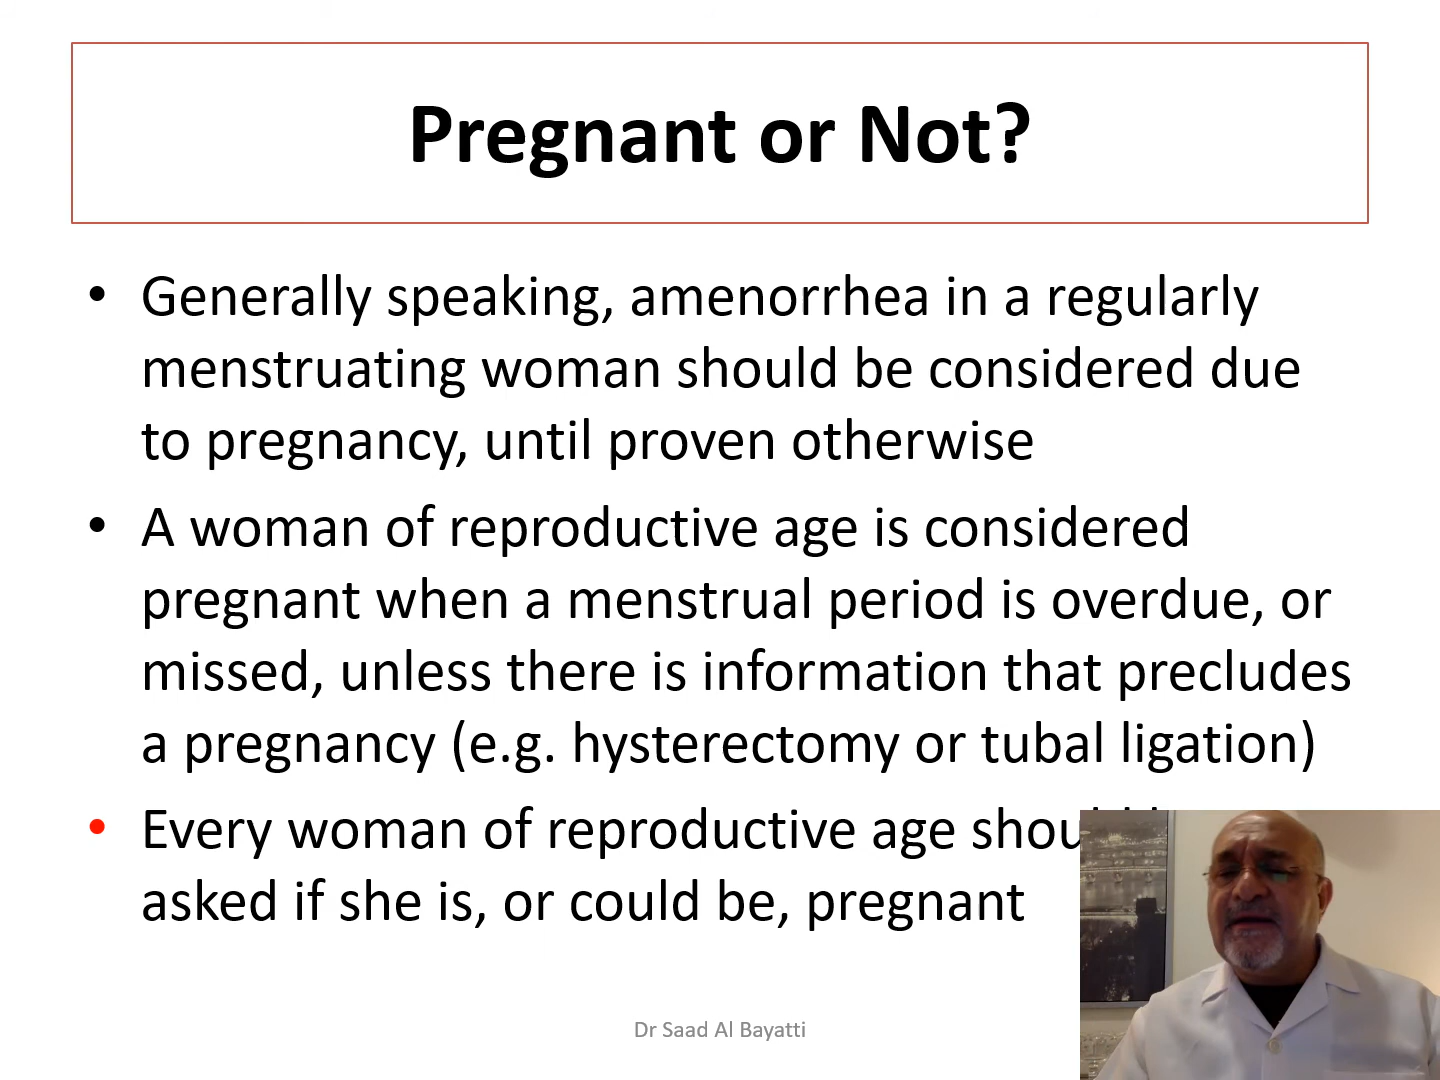 Pregnant or Not?
• Generally speaking, amenorrhea in a regularly
menstruating woman should be considered due
to pregnancy, until proven otherwise
• A woman of reproductive age is considered
pregnant when a menstrual period is overdue, or
missed, unless there is information that precludes
a pregnancy (e.g. hysterectomy or tubal ligation)
• Every woman of reproductive age should
asked if she is, or could be, pregnant
Dr Saad Al Bayatti